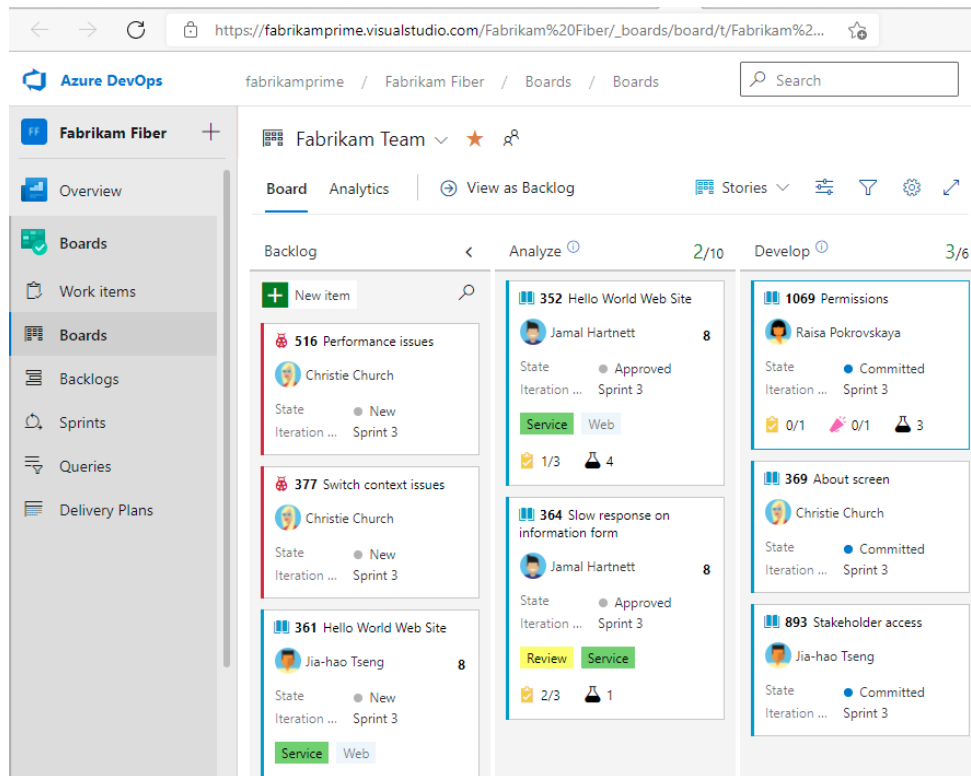 https://fabrikamprime.visualstudio.com/Fabrikam%20Fiber/_boards/board/t/Fabrikam%2...
Azure DevOps
fabrikamprime / Fabrikam Fiber / Boards / Boards
Search
FF Fabrikam Fiber
Overview
Boards
Work items
Boards
Backlogs
Sprints
Queries
Delivery Plans
Fabrikam Team
Board Analytics View as Backlog Stories
Backlog
New item
516 Performance issues
Christie Church
State New
Iteration ... Sprint 3
377 Switch context issues
Christie Church
State New
Iteration ... Sprint 3
361 Hello World Web Site
Jia-hao Tseng 8
State New
Iteration ... Sprint 3
Service Web
Analyze 2/10
352 Hello World Web Site
Jamal Hartnett 8
State Approved
Iteration ... Sprint 3
Service Web
1/3 4
364 Slow response on
information form
Jamal Hartnett 8
State Approved
Iteration ... Sprint 3
Review Service
2/3 1
Develop 3/6
1069 Permissions
Raisa Pokrovskaya
State Committed
Iteration ... Sprint 3
0/1 0/1 3
369 About screen
Christie Church
State Committed
Iteration ... Sprint 3
893 Stakeholder access
Jia-hao Tseng
State Committed
Iteration ... Sprint 3